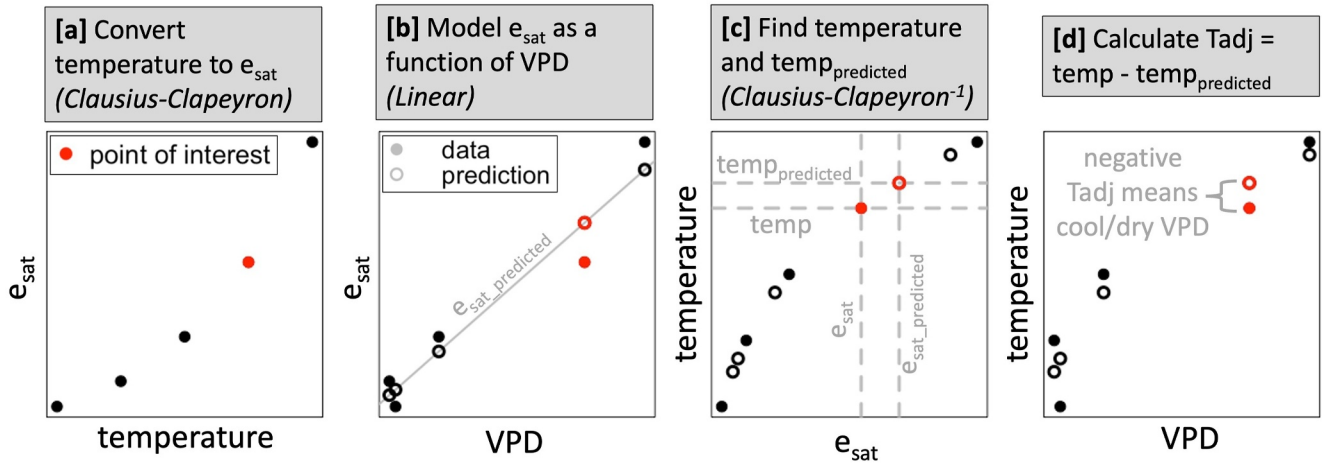 [a] Convert
temperature to e_sat
(Clausius-Clapeyron)
point of interest
e_sat
temperature
[b] Model e_sat as a
function of VPD
(Linear)
data
prediction
e_sat_predicted
e_sat
VPD
[c] Find temperature
and temp_predicted
(Clausius-Clapeyron⁻¹)
temp_predicted
temp
e_sat
e_sat_predicted
temperature
e_sat
[d] Calculate Tadj =
temp - temp_predicted
negative
Tadj means
cool/dry VPD
temperature
VPD